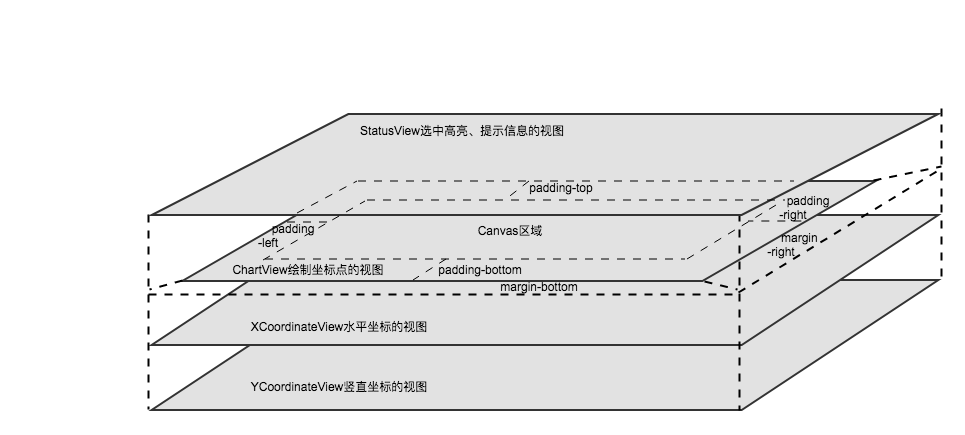 StatusView选中高亮、提示信息的视图
padding-top
padding
-right
padding
-left
Canvas区域
margin
-right
ChartView绘制坐标点的视图
padding-bottom
margin-bottom
XCoordinateView水平坐标的视图
YCoordinateView竖直坐标的视图